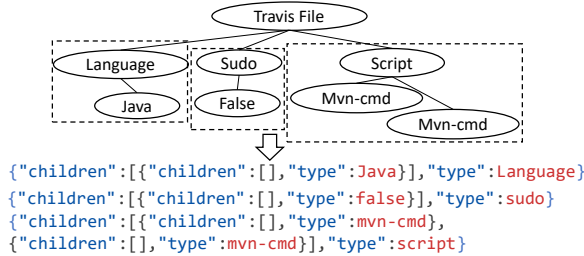 Travis File
Language Sudo Script
Java False Mvn-cmd
Mvn-cmd
{"children":[{"children":[],"type":Java}],"type":Language}
{"children":[{"children":[],"type":false}],"type":sudo}
{"children":[{"children":[],"type":mvn-cmd},
{"children":[],"type":mvn-cmd}],"type":script}